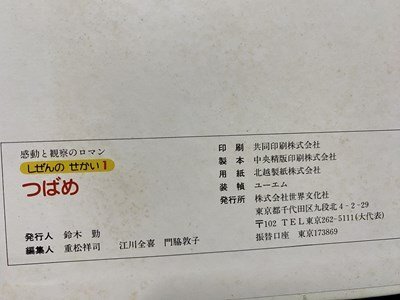 感動と観察のロマン
しぜんの せかい1
つばめ
発行人 鈴木 勤
編集人 重松祥司 江川全喜 門脇敦子
印刷 共同印刷株式会社
製本 中央精版印刷株式会社
用紙 北越製紙株式会社
装幀 ユーエム
発行所 株式会社世界文化社
東京都千代田区九段北4-2-29
〒102 TEL東京262-5111(大代表)
振替口座 東京173869